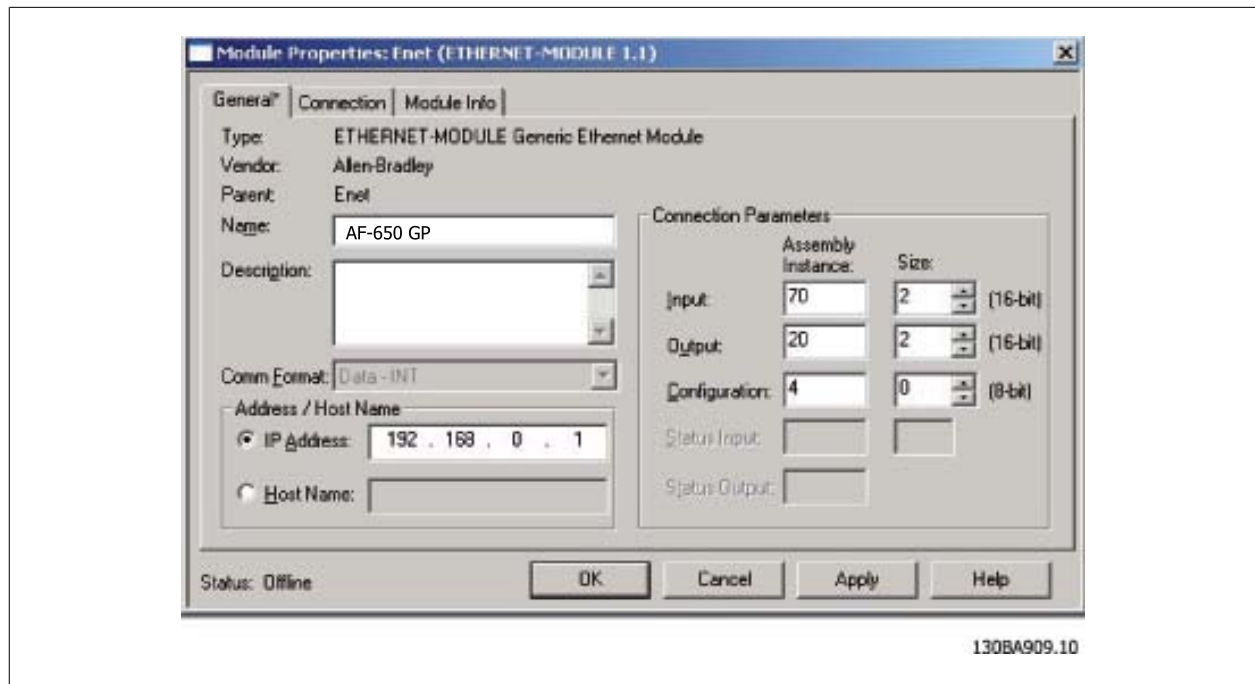 Module Properties: Enet (ETHERNET-MODULE 1.1)
General* Connection Module Info
Type: ETHERNET-MODULE Generic Ethernet Module
Vendor: Allen-Bradley
Parent: Enet
Name: AF-650 GP
Description:
Comm Format: Data - INT
Address / Host Name
IP Address: 192 . 168 . 0 . 1
Host Name:
Connection Parameters
Assembly
Instance: Size:
Input: 70 2 (16-bit)
Output: 20 2 (16-bit)
Configuration: 4 0 (8-bit)
Status Input:
Status Output:
Status: Offline
OK Cancel Apply Help
130BA909.10